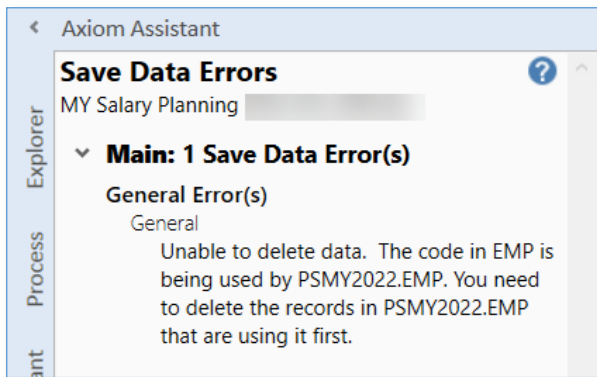 Axiom Assistant
Save Data Errors
MY Salary Planning
Main: 1 Save Data Error(s)
General Error(s)
General
Unable to delete data.  The code in EMP is
being used by PSMY2022.EMP. You need
to delete the records in PSMY2022.EMP
that are using it first.
Explorer
Process